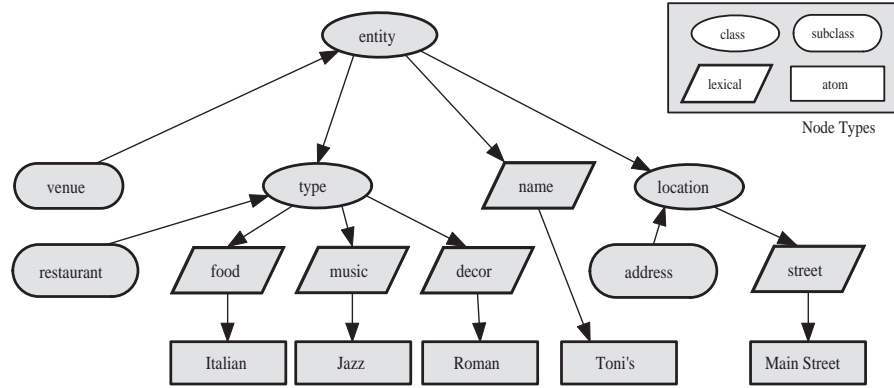 entity
class
subclass
lexical
atom
Node Types
venue
type
name
location
restaurant
food
music
decor
address
street
Italian
Jazz
Roman
Toni's
Main Street